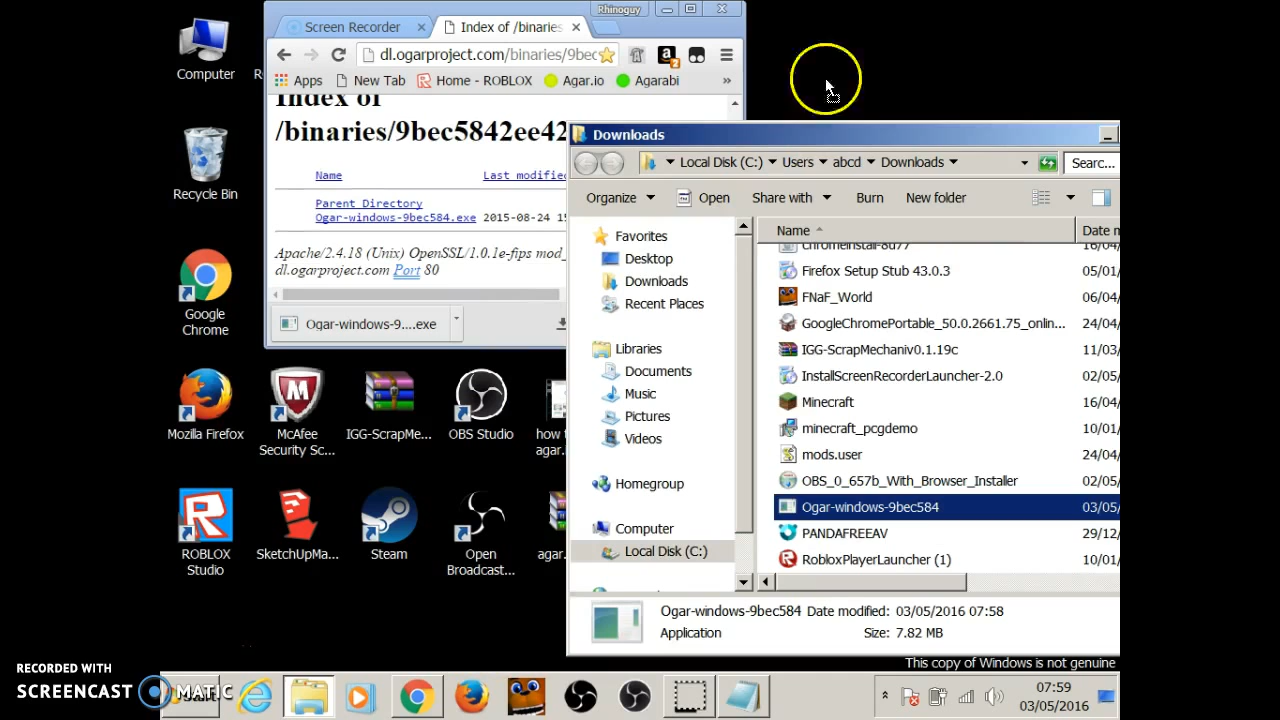 Rhinoguy
Screen Recorder
Index of /binaries
dl.ogarproject.com/binaries/9bec
2
Apps
New Tab
Home - ROBLOX
Agar.io
Agarabi
»
Index of
/binaries/9bec5842ee42
Name
Last modified
Parent Directory
Ogar-windows-9bec584.exe 2015-08-24 15
Apache/2.4.18 (Unix) OpenSSL/1.0.1e-fips mod_
dl.ogarproject.com Port 80
Ogar-windows-9....exe
Computer
Recycle Bin
Google
Chrome
Mozilla Firefox
McAfee
Security Sc...
IGG-ScrapMe...
OBS Studio
how
agar.
ROBLOX
Studio
SketchUpMa...
Steam
Open
Broadcast...
agar.
Downloads
Local Disk (C:)
Users
abcd
Downloads
Searc...
Organize
Open
Share with
Burn
New folder
Favorites
Desktop
Downloads
Recent Places
Libraries
Documents
Music
Pictures
Videos
Homegroup
Computer
Local Disk (C:)
Name
Date m
chromeinstall-8u77
16/04/
Firefox Setup Stub 43.0.3
05/01/
FNaF_World
06/04/
GoogleChromePortable_50.0.2661.75_onlin...
24/04/
IGG-ScrapMechaniv0.1.19c
11/03/
InstallScreenRecorderLauncher-2.0
02/05/
Minecraft
16/04/
minecraft_pcgdemo
10/01/
mods.user
24/04/
OBS_0_657b_With_Browser_Installer
02/05/
Ogar-windows-9bec584
03/05/
PANDAFREEAV
29/12/
RobloxPlayerLauncher (1)
10/01/
Ogar-windows-9bec584 Date modified: 03/05/2016 07:58
Application
Size: 7.82 MB
This copy of Windows is not genuine
RECORDED WITH
SCREENCAST MATIC
Start
07:59
03/05/2016